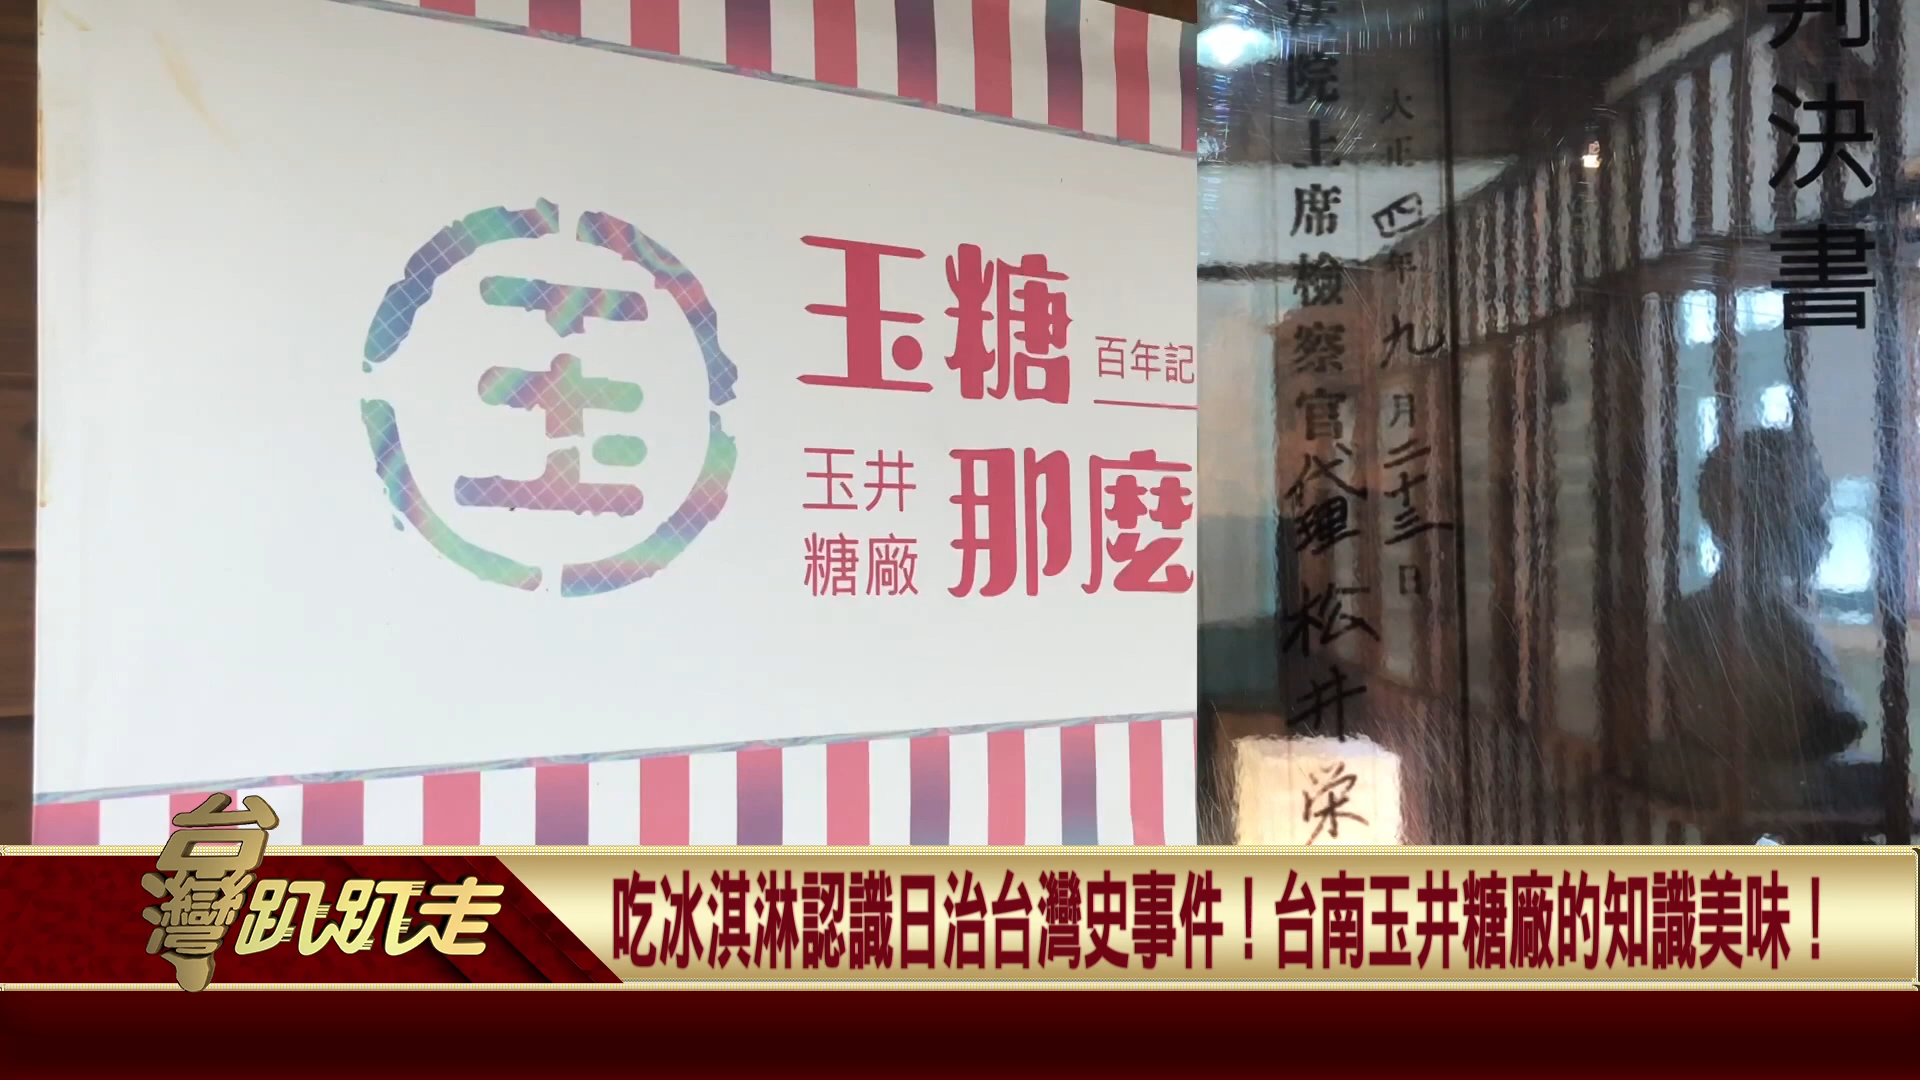 玉糖
百年記
玉井
糖廠
那麼
判決書
大正四年九月二十三日
法院上席檢察官代理松井栄
台灣趴趴走
吃冰淇淋認識日治台灣史事件！台南玉井糖廠的知識美味！